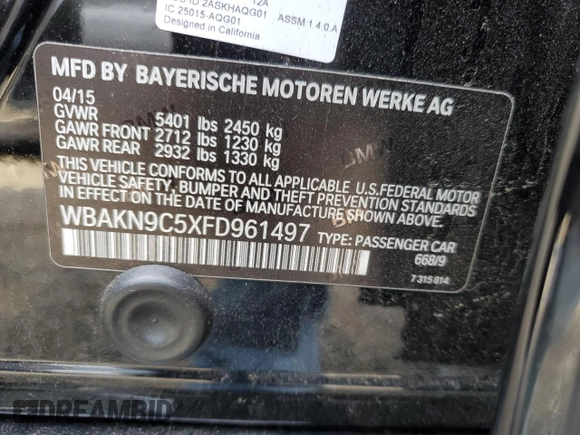 ID 2ASKHAQG01 12A
IC 25015-AQG01 ASSM 1.4.0.A
Designed in California
MFD BY BAYERISCHE MOTOREN WERKE AG
04/15
GVWR 5401 lbs 2450 kg
GAWR FRONT 2712 lbs 1230 kg
GAWR REAR 2932 lbs 1330 kg
THIS VEHICLE CONFORMS TO ALL APPLICABLE U.S.FEDERAL MOTOR
VEHICLE SAFETY, BUMPER AND THEFT PREVENTION STANDARDS
IN EFFECT ON THE DATE OF MANUFACTURE SHOWN ABOVE.
WBAKN9C5XFD961497 TYPE: PASSENGER CAR
668/9
7 315 814
DREAMBID